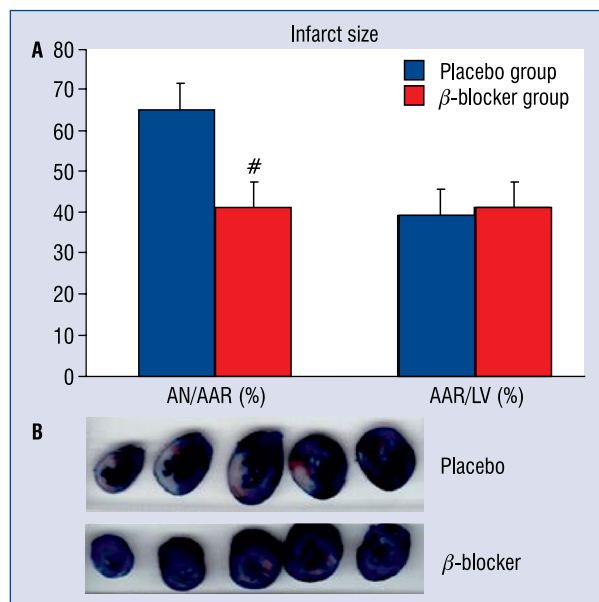 Infarct size
A
80
70
60
50
40
30
20
10
0
Placebo group
β-blocker group
#
AN/AAR (%)
AAR/LV (%)
B
Placebo
β-blocker